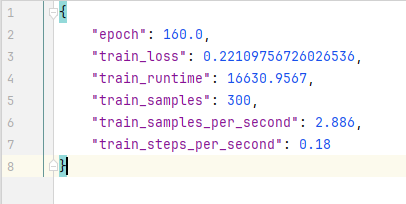 1 {
2 "epoch": 160.0,
3 "train_loss": 0.22109756726026536,
4 "train_runtime": 16630.9567,
5 "train_samples": 300,
6 "train_samples_per_second": 2.886,
7 "train_steps_per_second": 0.18
8 }